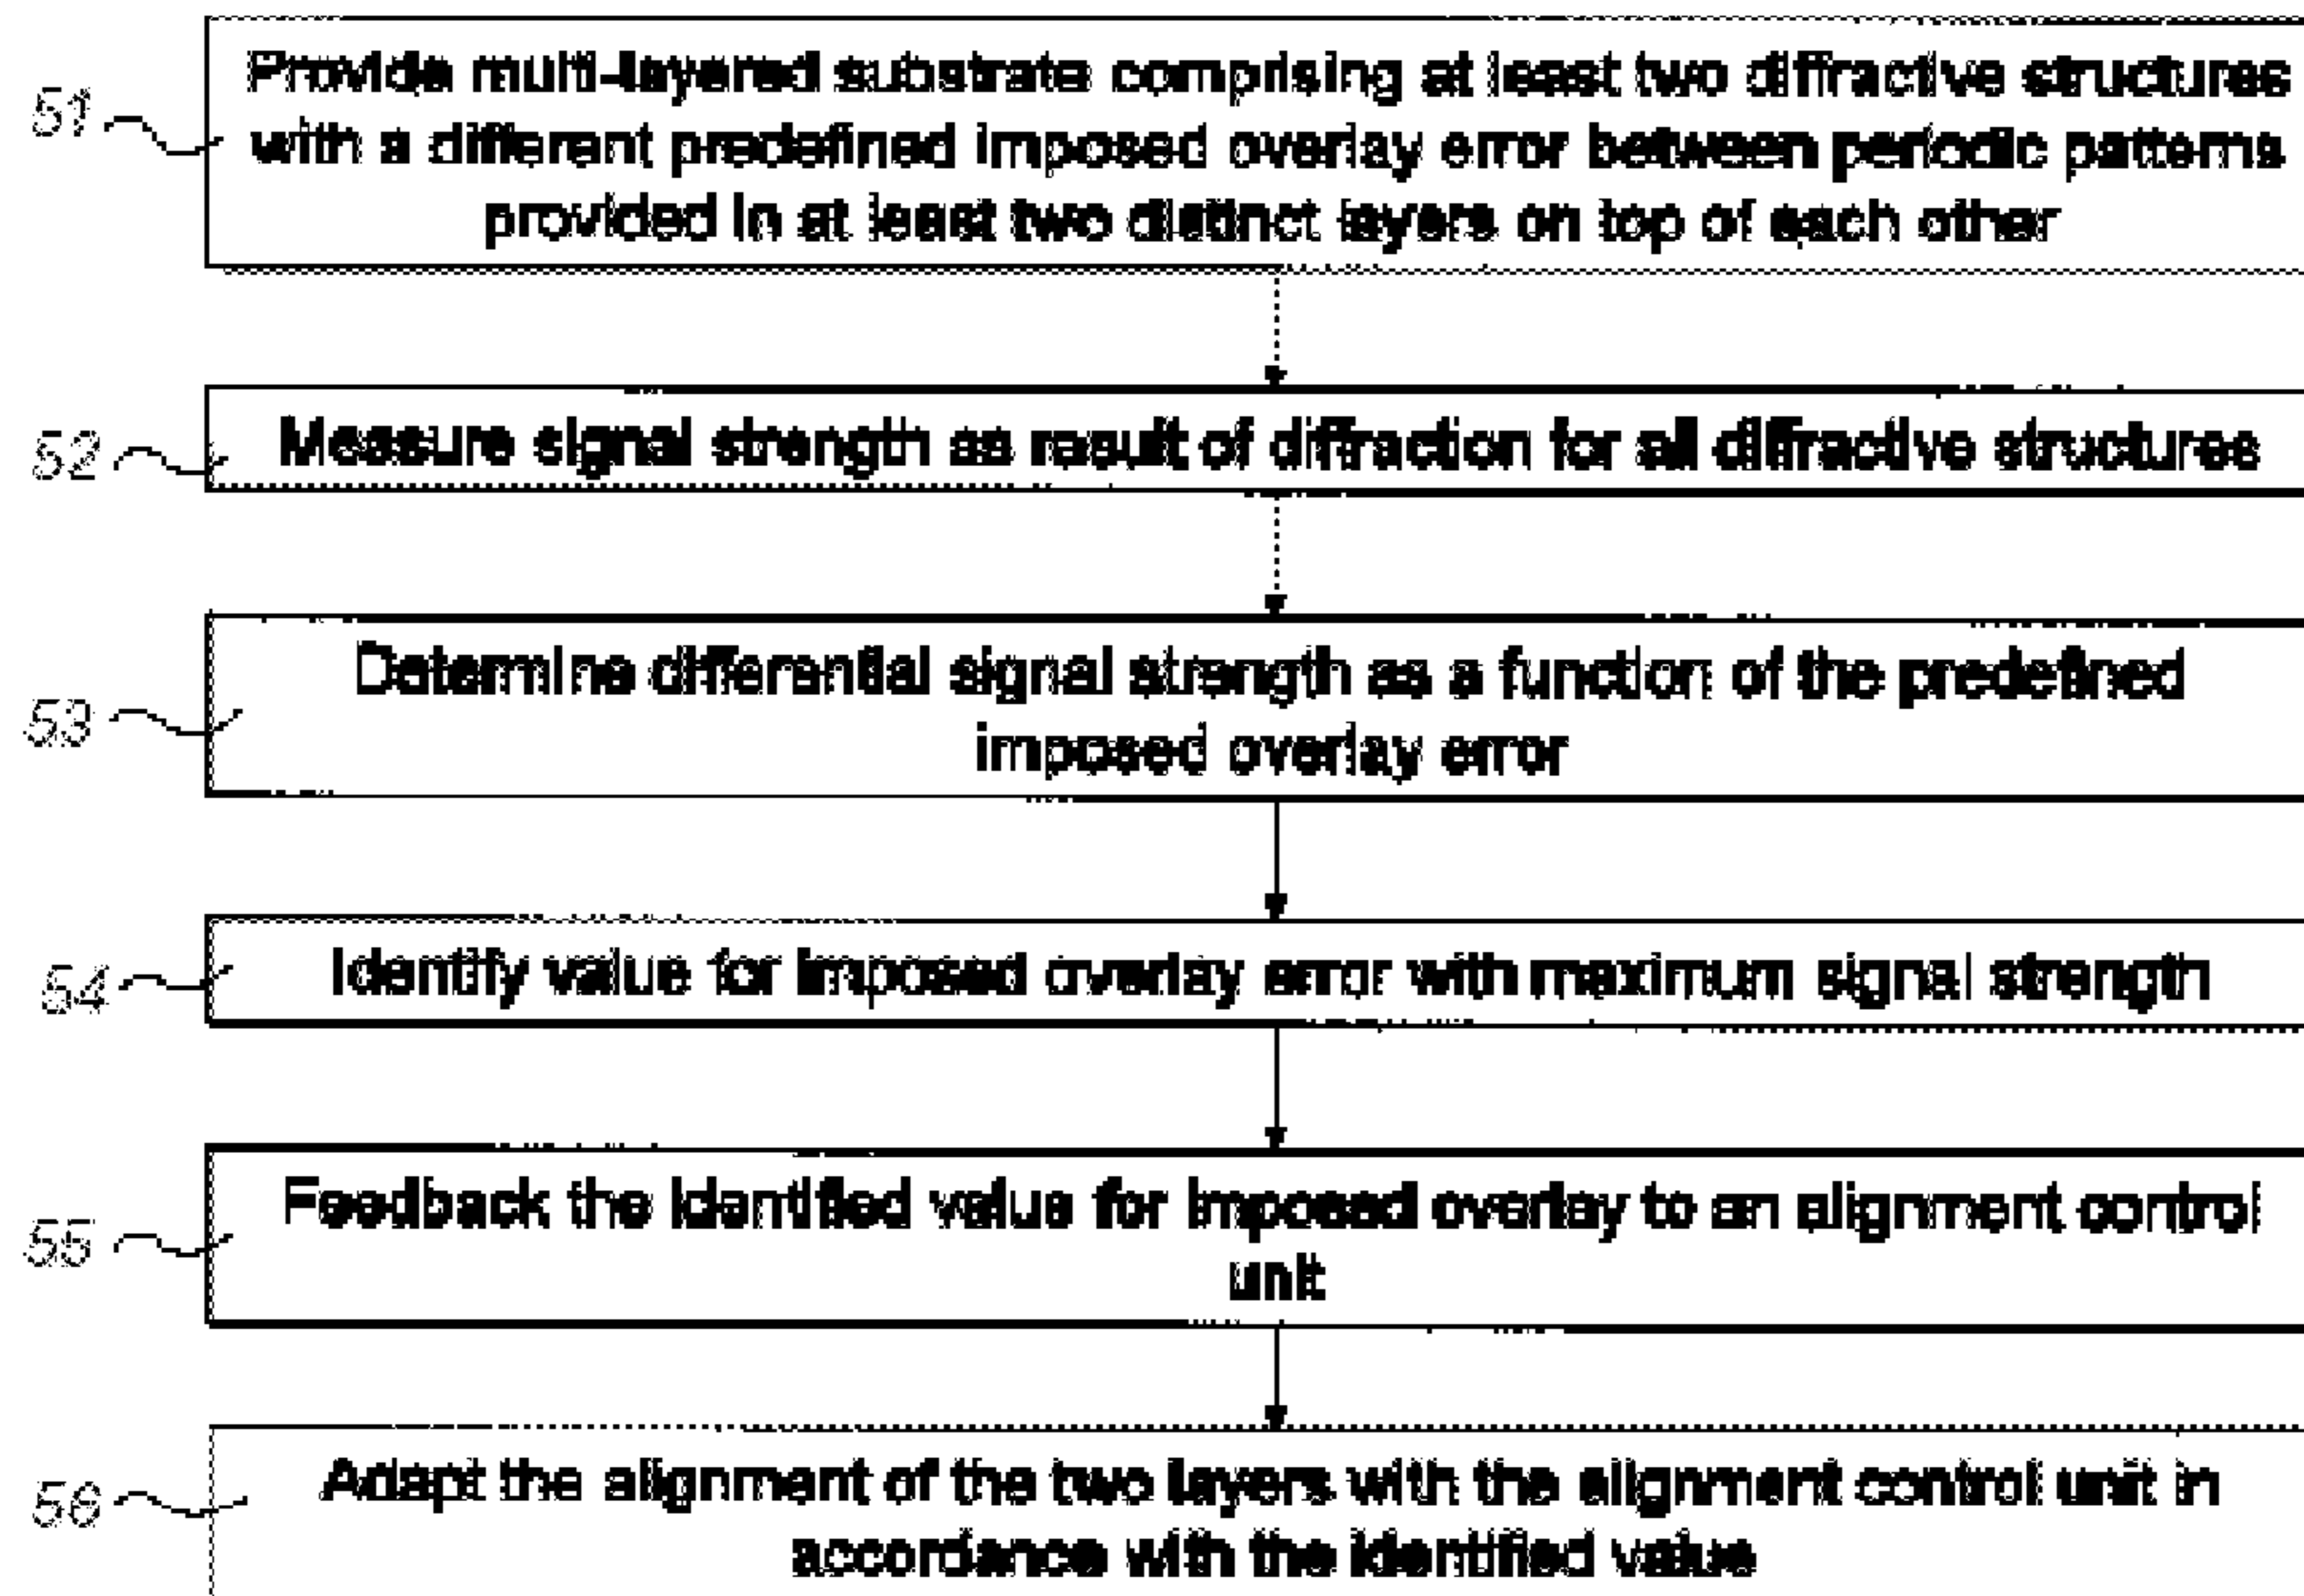 51
Provide multi-layered substrate comprising at least two diffractive structures
with a different predefined imposed overlay error between periodic patterns
provided in at least two distinct layers on top of each other
52
Measure signal strength as result of diffraction for all diffractive structures
53
Determine differential signal strength as a function of the predefined
imposed overlay error
54
Identify value for imposed overlay error with maximum signal strength
55
Feedback the identified value for imposed overlay to an alignment control
unit
56
Adapt the alignment of the two layers with the alignment control unit in
accordance with the identified value